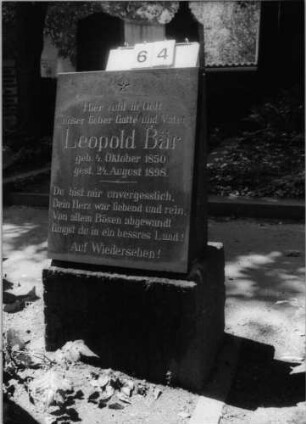 64
Hier ruht in Gott
unser lieber Gatte und Vater
Leopold Bär
geb. 4. Oktober 1850
gest. 24. August 1898.
Du bist mir unvergesslich,
Dein Herz war liebend und rein,
Von allem Bösen abgewandt
Gingst du in ein bessres Land!
Auf Wiedersehen!